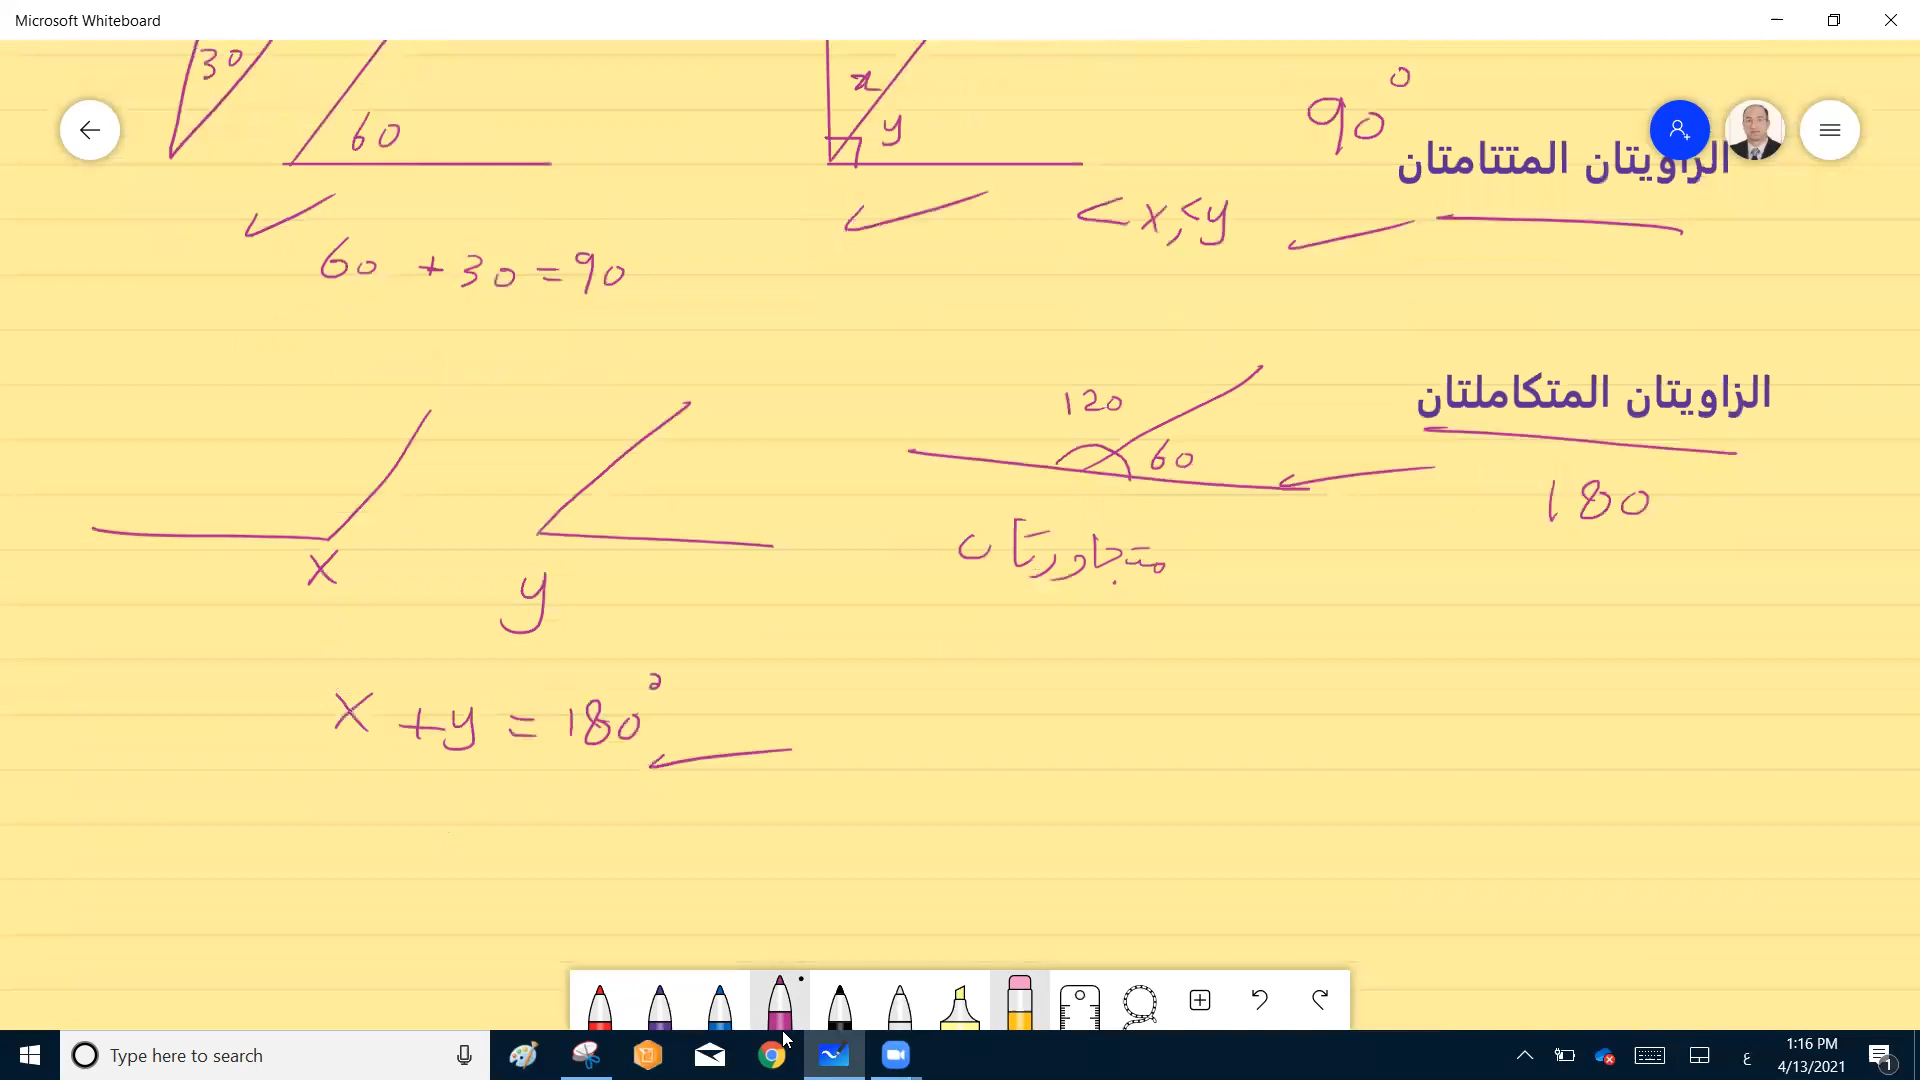 Microsoft Whiteboard
30
60
x
y
90°
الزاويتان المتتامتان
<x,<y
60 + 30 = 90
الزاويتان المتكاملتان
120
60
180
متجاورتان
x
y
x + y = 180°
Type here to search
ع
1:16 PM
4/13/2021
1